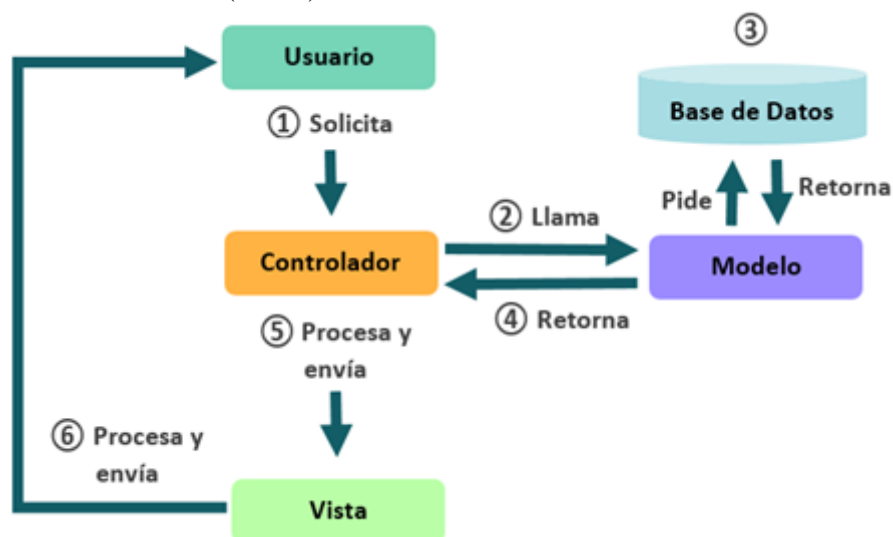 Usuario
③
① Solicita
Base de Datos
Pide
Retorna
② Llama
Controlador
Modelo
④ Retorna
⑤ Procesa y
envía
⑥ Procesa y
envía
Vista